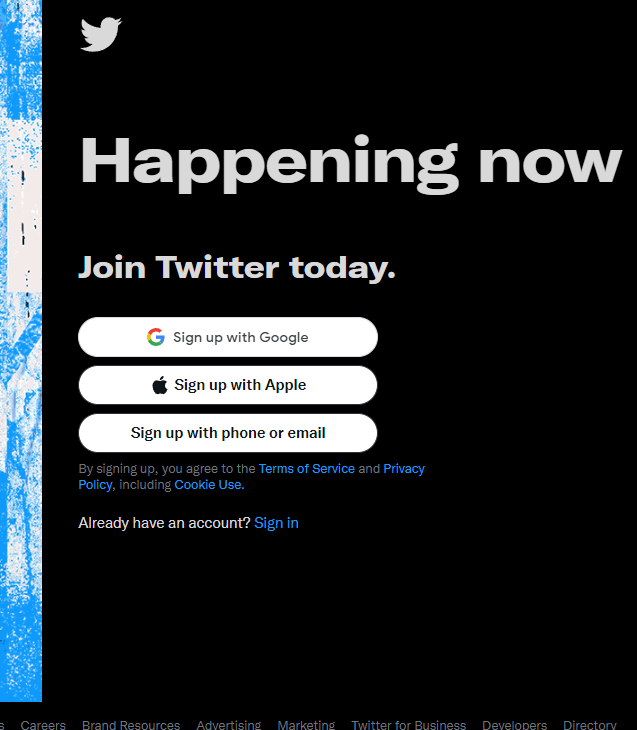 Happening now
Join Twitter today.
Sign up with Google
Sign up with Apple
Sign up with phone or email
By signing up, you agree to the Terms of Service and Privacy
Policy, including Cookie Use.
Already have an account? Sign in
Careers Brand Resources Advertising Marketing Twitter for Business Developers Directory